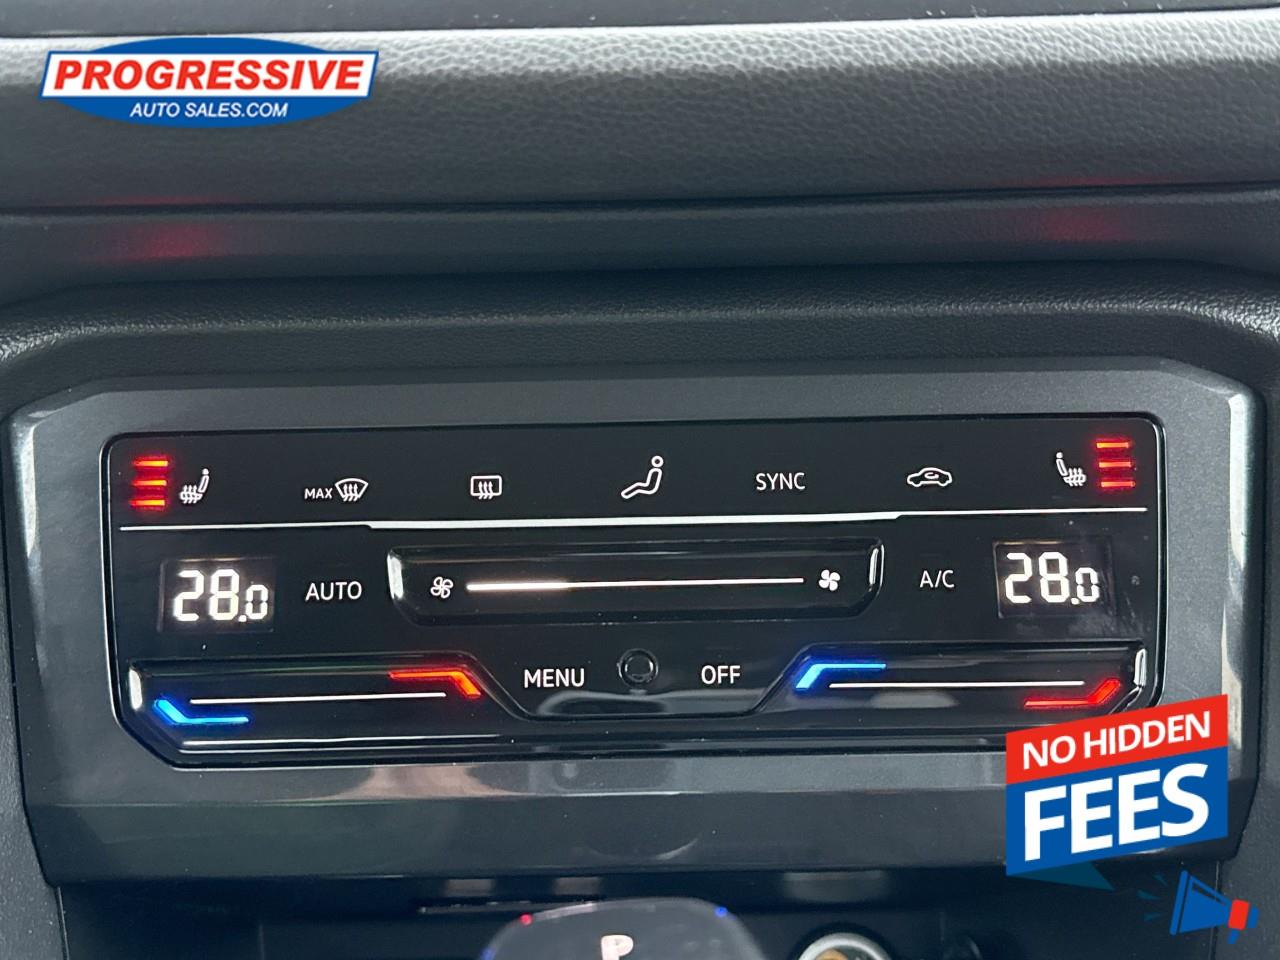 PROGRESSIVE
AUTO SALES.COM
MAX
SYNC
28.0
AUTO
A/C
28.0
MENU
OFF
NO HIDDEN
FEES
P